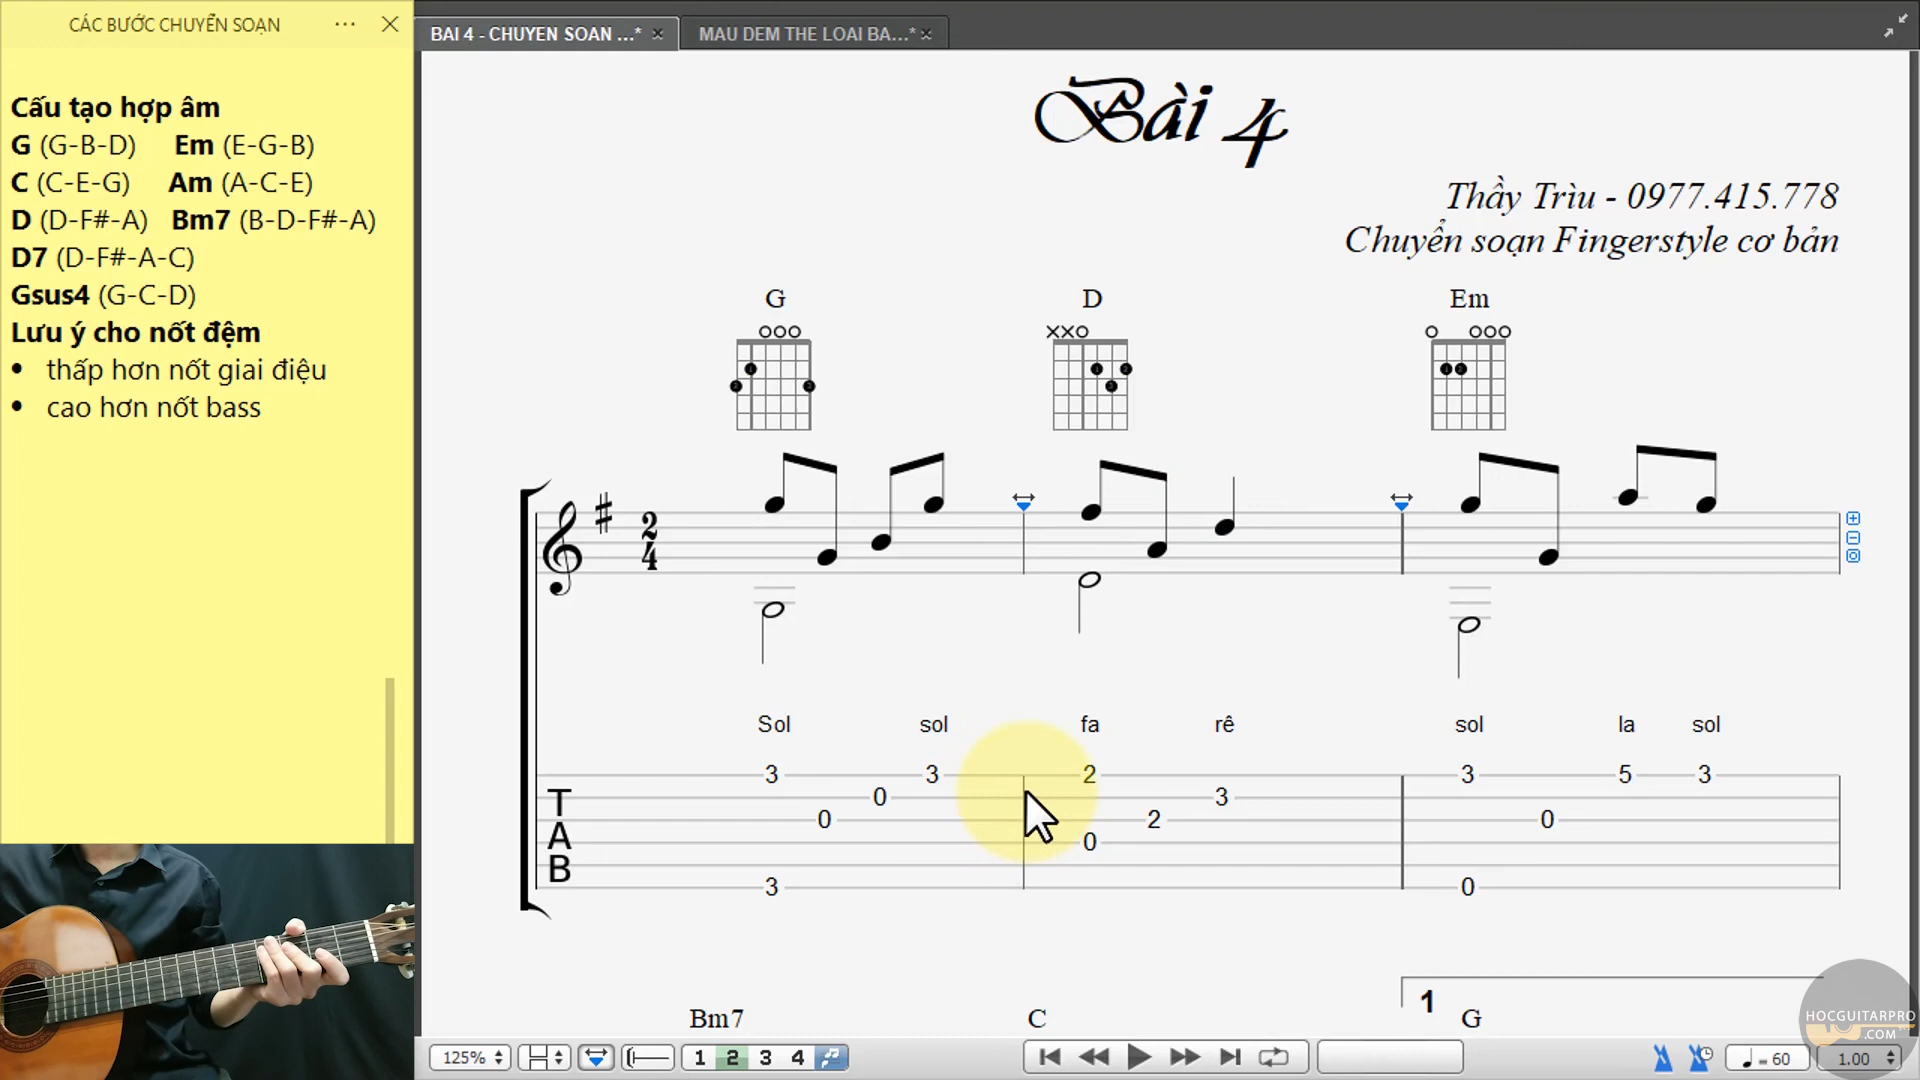 CÁC BƯỚC CHUYỂN SOẠN
Cấu tạo hợp âm
G (G-B-D) Em (E-G-B)
C (C-E-G) Am (A-C-E)
D (D-F#-A) Bm7 (B-D-F#-A)
D7 (D-F#-A-C)
Gsus4 (G-C-D)
Lưu ý cho nốt đệm
• thấp hơn nốt giai điệu
• cao hơn nốt bass
BAI 4 - CHUYEN SOAN ...* MAU DEM THE LOAI BA...*
Bài 4
Thầy Trìu - 0977.415.778
Chuyển soạn Fingerstyle cơ bản
G D Em
2
4
Sol sol fa rê sol la sol
3 3 2 3 5 3
0 3
0 2 0
0
3 0
T
A
B
1
Bm7 C G
125% 1 2 3 4 = 60 1.00
HOCGUITARPRO
.COM